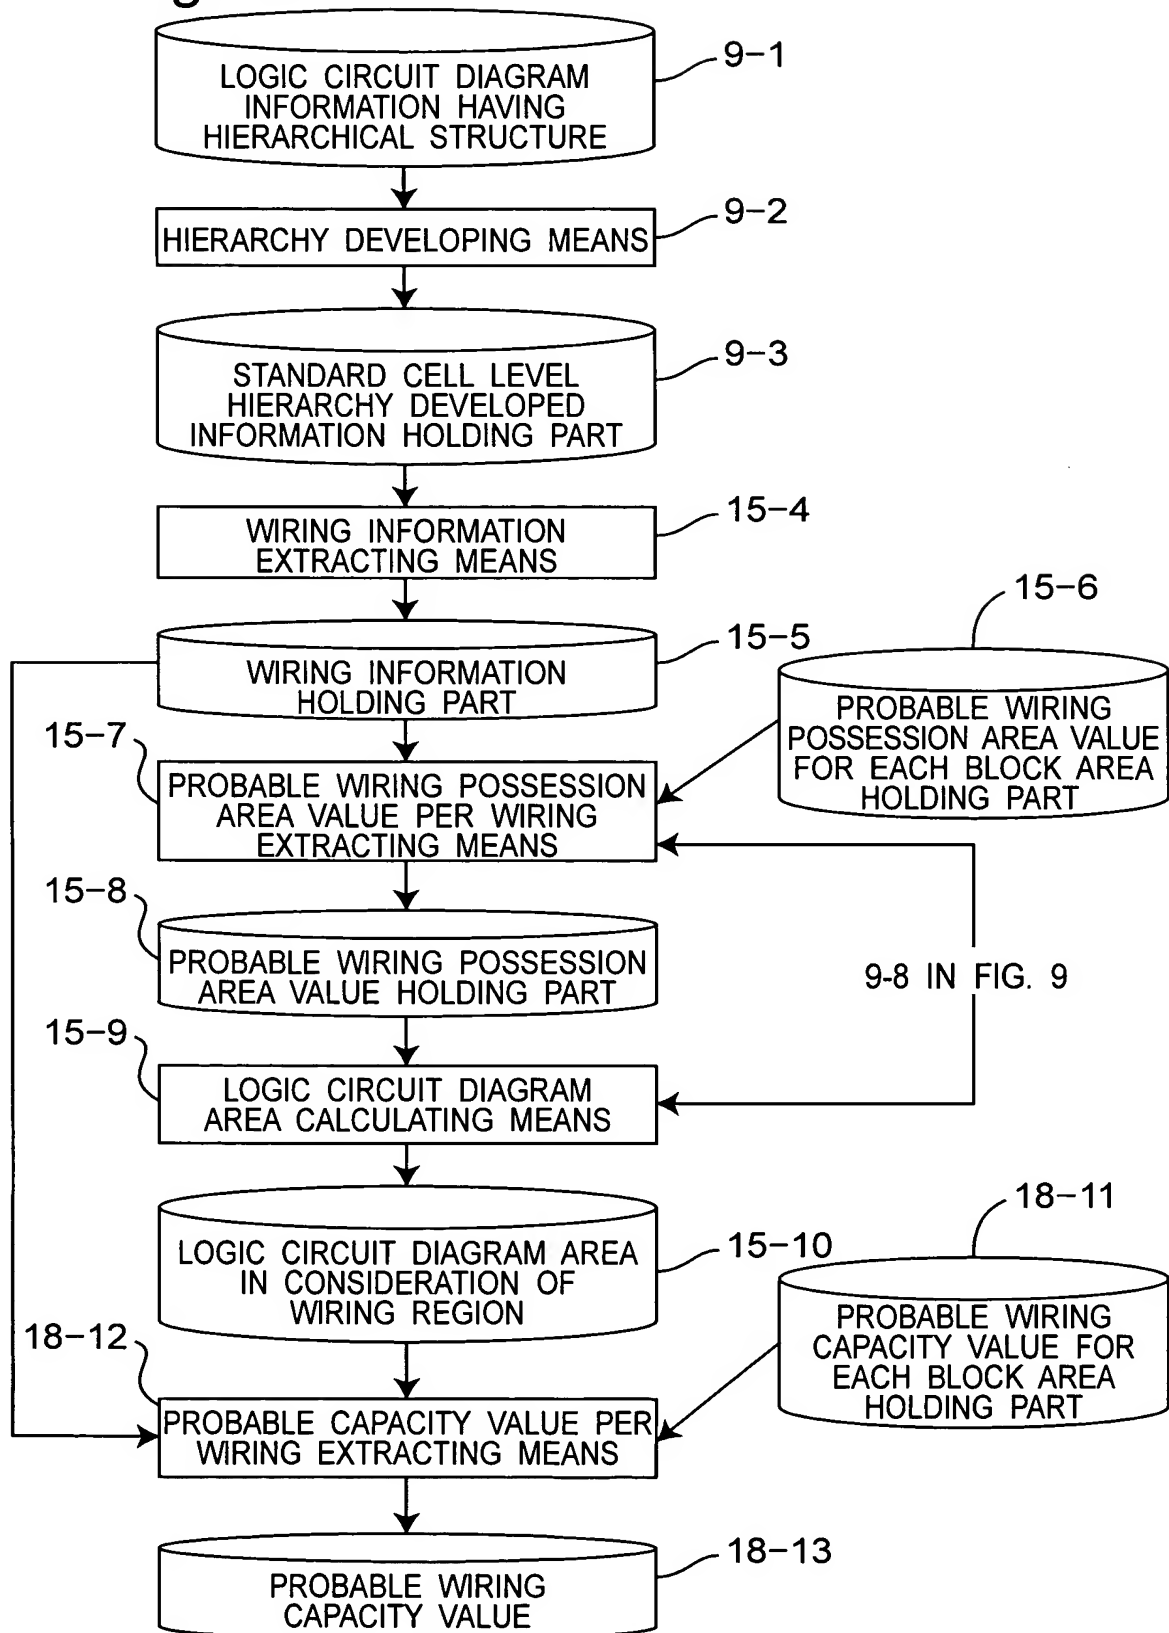 9-1
LOGIC CIRCUIT DIAGRAM
INFORMATION HAVING
HIERARCHICAL STRUCTURE
9-2
HIERARCHY DEVELOPING MEANS
9-3
STANDARD CELL LEVEL
HIERARCHY DEVELOPED
INFORMATION HOLDING PART
15-4
WIRING INFORMATION
EXTRACTING MEANS
15-5
WIRING INFORMATION
HOLDING PART
15-6
PROBABLE WIRING
POSSESSION AREA VALUE
FOR EACH BLOCK AREA
HOLDING PART
15-7
PROBABLE WIRING POSSESSION
AREA VALUE PER WIRING
EXTRACTING MEANS
15-8
PROBABLE WIRING POSSESSION
AREA VALUE HOLDING PART
9-8 IN FIG. 9
15-9
LOGIC CIRCUIT DIAGRAM
AREA CALCULATING MEANS
15-10
LOGIC CIRCUIT DIAGRAM AREA
IN CONSIDERATION OF
WIRING REGION
18-11
PROBABLE WIRING
CAPACITY VALUE FOR
EACH BLOCK AREA
HOLDING PART
18-12
PROBABLE CAPACITY VALUE PER
WIRING EXTRACTING MEANS
18-13
PROBABLE WIRING
CAPACITY VALUE